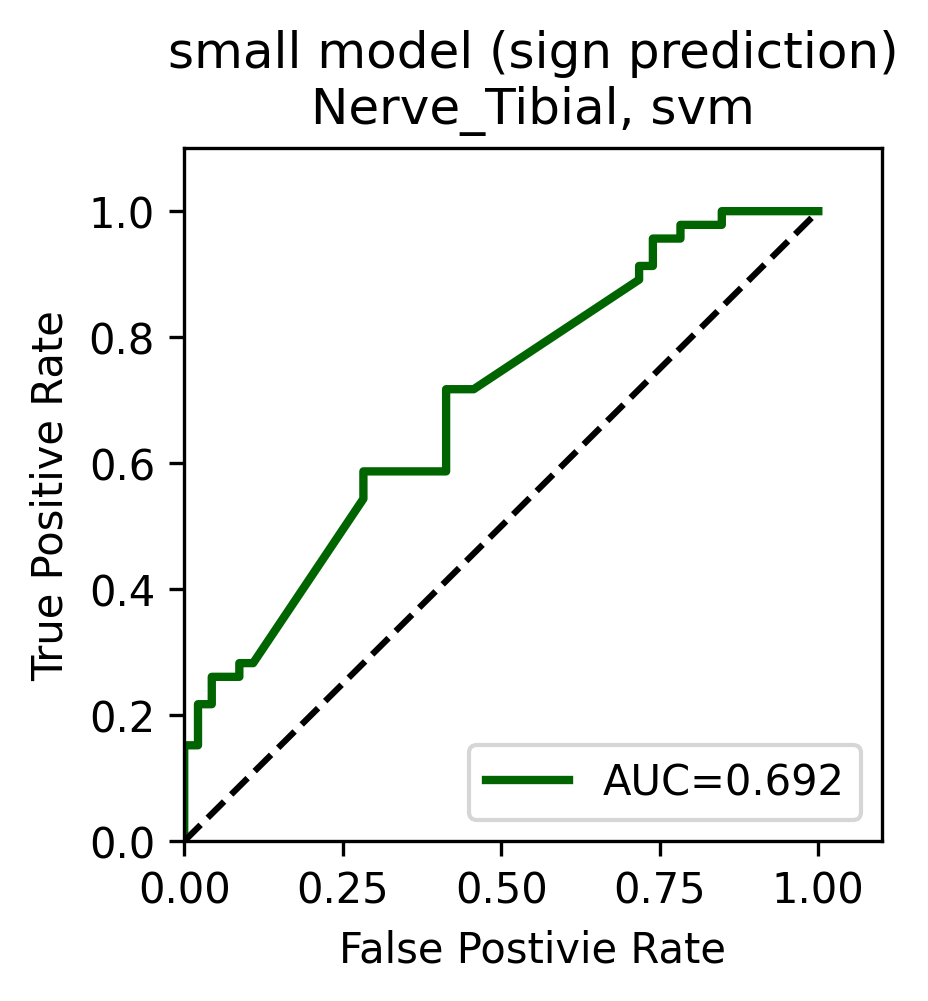 small model (sign prediction)
Nerve_Tibial, svm
1.0
0.8
0.6
0.4
0.2
0.0
True Positive Rate
AUC=0.692
0.00 0.25 0.50 0.75 1.00
False Postivie Rate